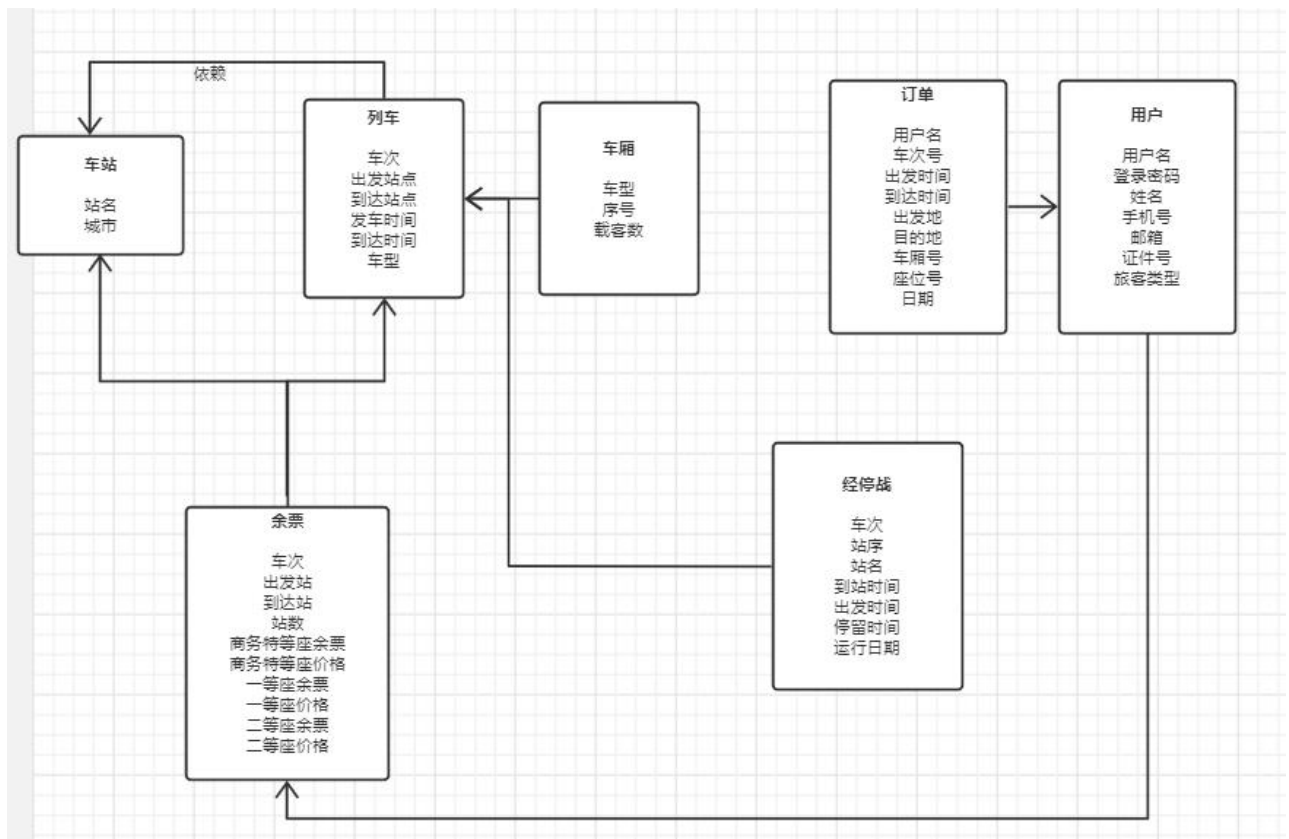 依赖
车站
站名
城市
列车
车次
出发站点
到达站点
发车时间
到达时间
车型
车厢
车型
序号
载客数
订单
用户名
车次号
出发时间
到达时间
出发地
目的地
车厢号
座位号
日期
用户
用户名
登录密码
姓名
手机号
邮箱
证件号
旅客类型
余票
车次
出发站
到达站
站数
商务特等座余票
商务特等座价格
一等座余票
一等座价格
二等座余票
二等座价格
经停战
车次
站序
站名
到站时间
出发时间
停留时间
运行日期